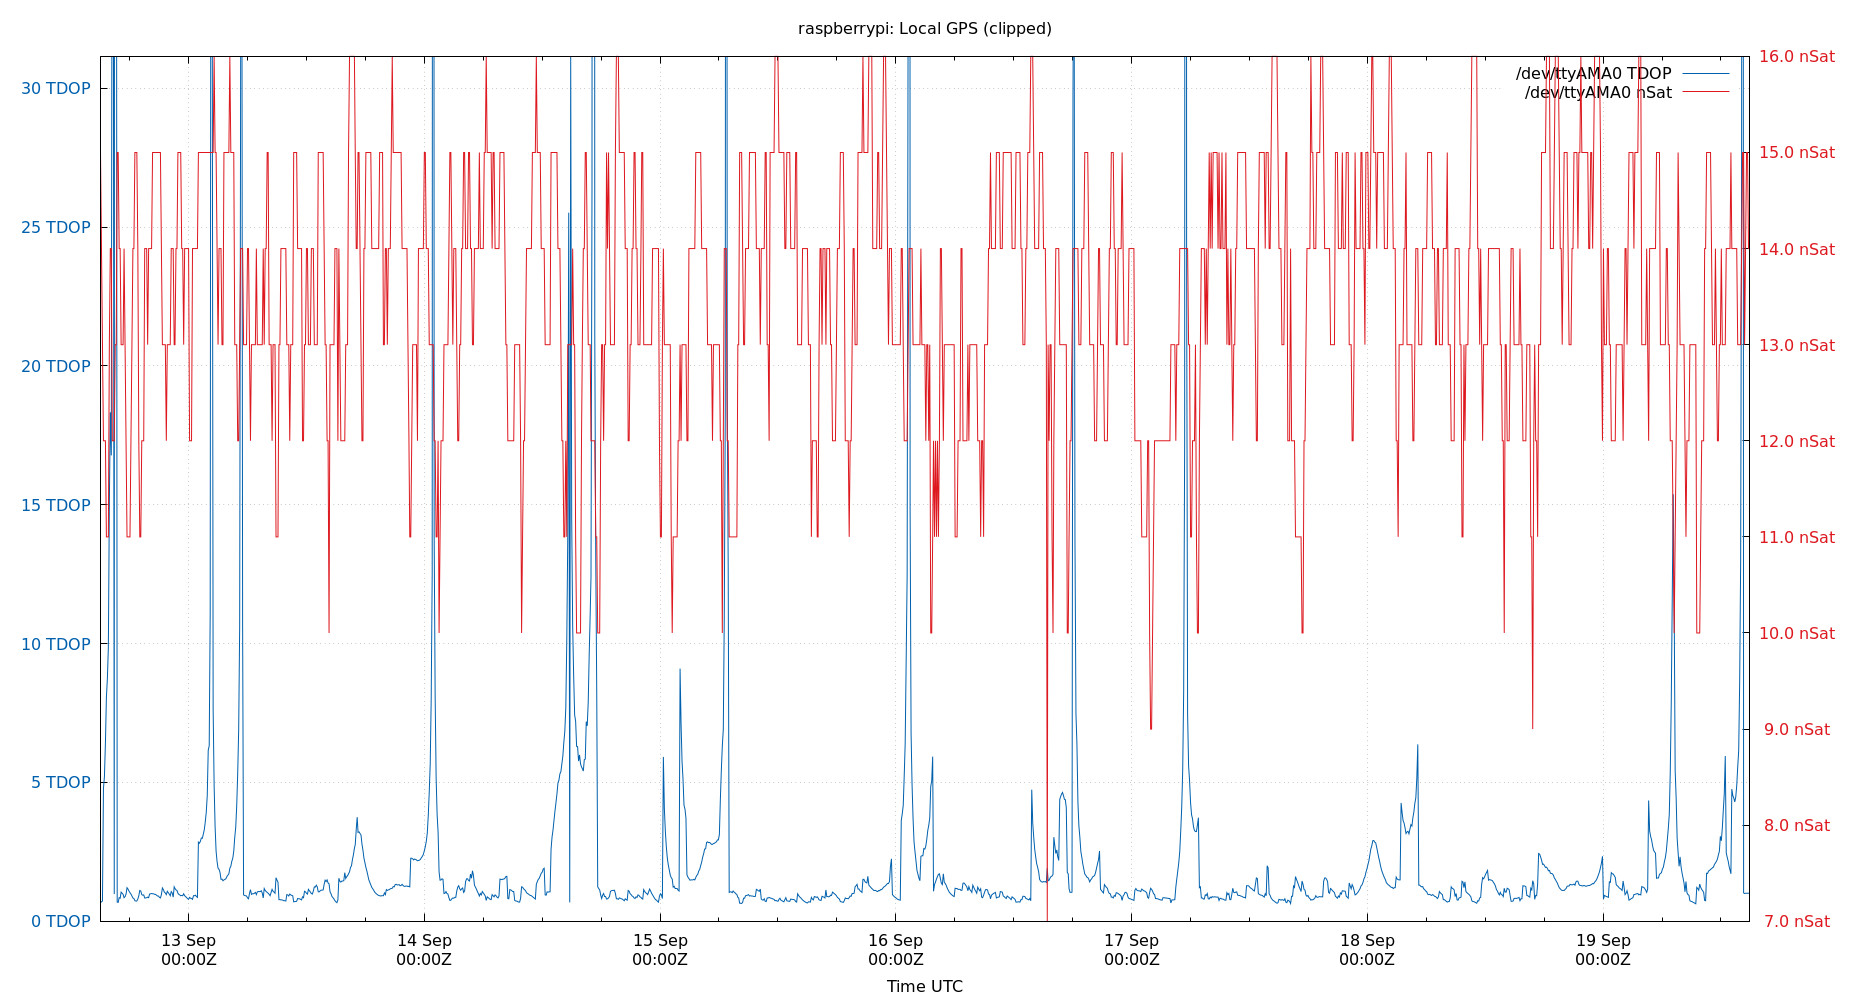 raspberrypi: Local GPS (clipped)
/dev/ttyAMA0 TDOP
/dev/ttyAMA0 nSat
30 TDOP
25 TDOP
20 TDOP
15 TDOP
10 TDOP
5 TDOP
0 TDOP
16.0 nSat
15.0 nSat
14.0 nSat
13.0 nSat
12.0 nSat
11.0 nSat
10.0 nSat
9.0 nSat
8.0 nSat
7.0 nSat
13 Sep
00:00Z
14 Sep
00:00Z
15 Sep
00:00Z
16 Sep
00:00Z
17 Sep
00:00Z
18 Sep
00:00Z
19 Sep
00:00Z
Time UTC